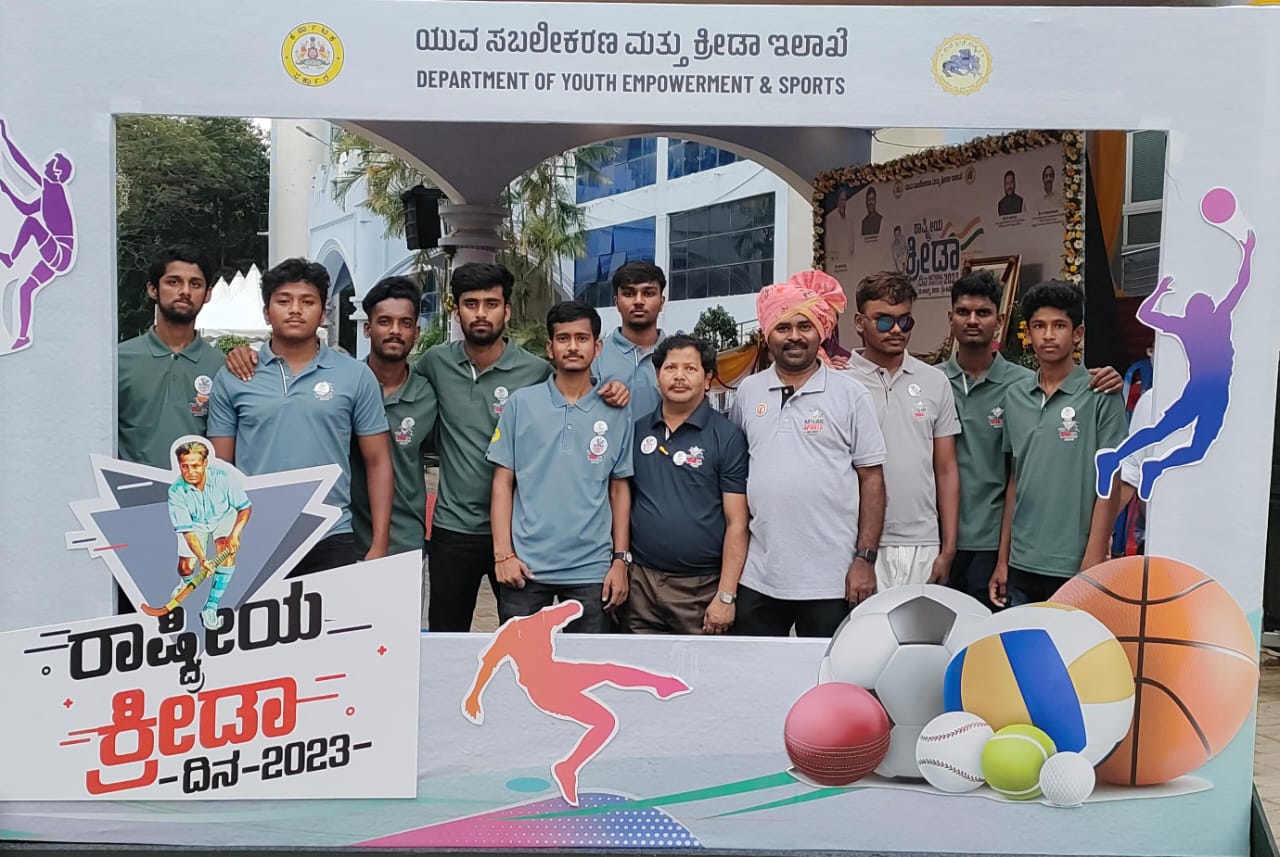 ಯುವ ಸಬಲೀಕರಣ ಮತ್ತು ಕ್ರೀಡಾ ಇಲಾಖೆ
DEPARTMENT OF YOUTH EMPOWERMENT & SPORTS
ರಾಷ್ಟ್ರೀಯ
ಕ್ರೀಡಾ
ರಾಷ್ಟ್ರೀಯ
ಕ್ರೀಡಾ
-ದಿನ-2023-